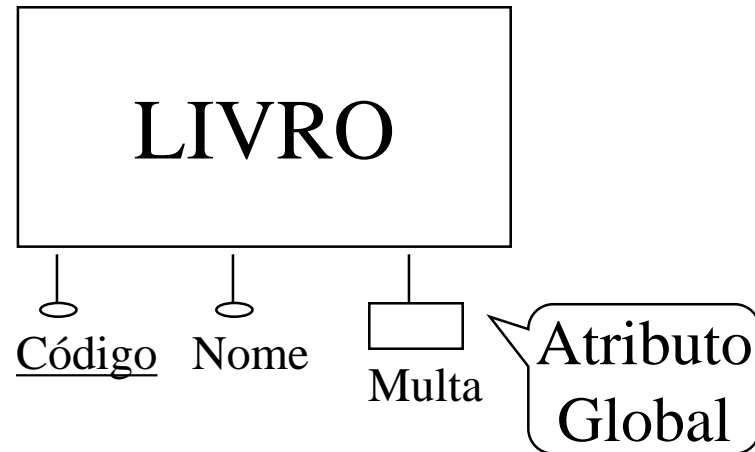 LIVRO
Código
Nome
Multa
Atributo
Global